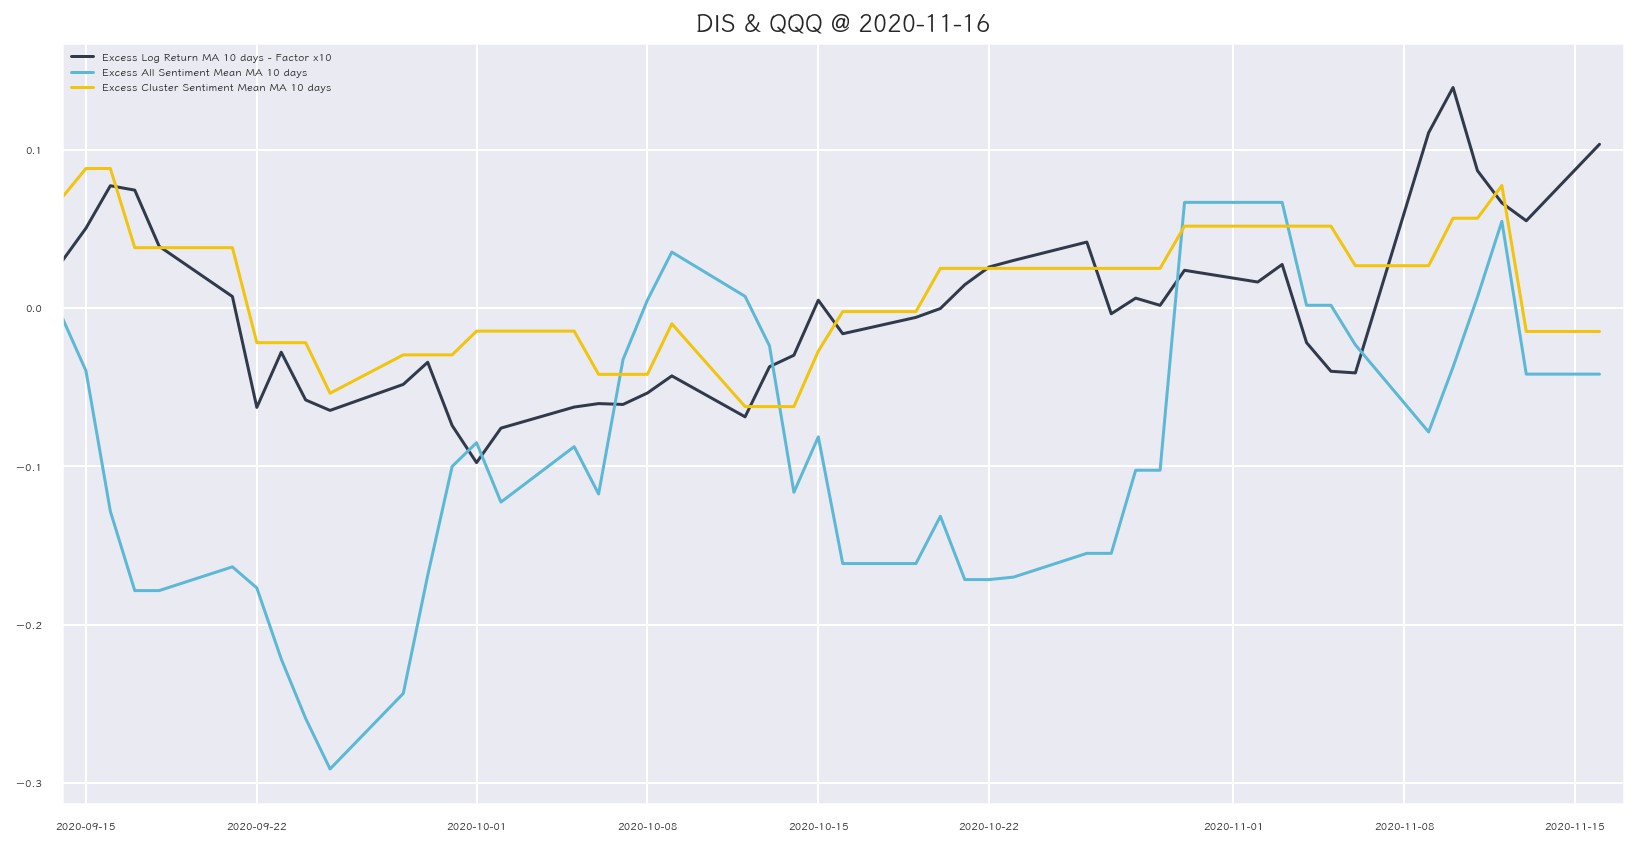 DIS & QQQ @ 2020-11-16
Excess Log Return MA 10 days - Factor x10
Excess All Sentiment Mean MA 10 days
Excess Cluster Sentiment Mean MA 10 days
0.1
0.0
−0.1
−0.2
−0.3
2020-09-15 2020-09-22 2020-10-01 2020-10-08 2020-10-15 2020-10-22 2020-11-01 2020-11-08 2020-11-15